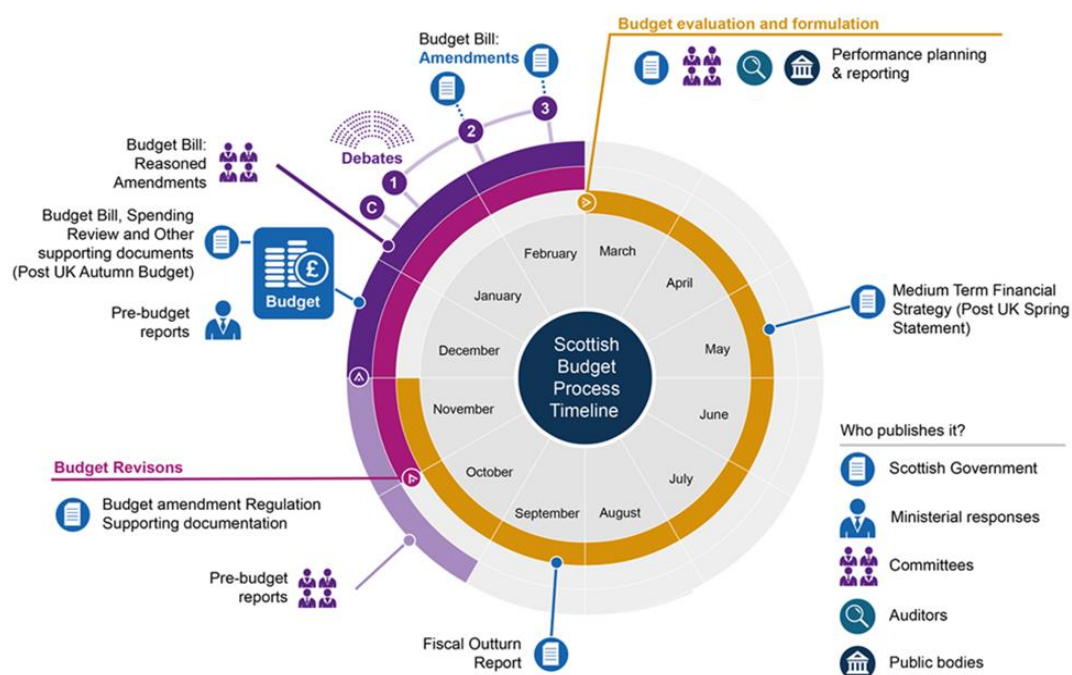 Budget evaluation and formulation
Performance planning
& reporting
Budget Bill:
Amendments
3
2
Debates
1
C
Budget Bill:
Reasoned
Amendments
Budget Bill, Spending
Review and Other
supporting documents
(Post UK Autumn Budget)
£
Budget
Pre-budget
reports
February
March
January
April
December
May
November
June
October
July
September
August
Scottish
Budget
Process
Timeline
Medium Term Financial
Strategy (Post UK Spring
Statement)
Budget Revisons
Budget amendment Regulation
Supporting documentation
Pre-budget
reports
Fiscal Outturn
Report
Who publishes it?
Scottish Government
Ministerial responses
Committees
Auditors
Public bodies